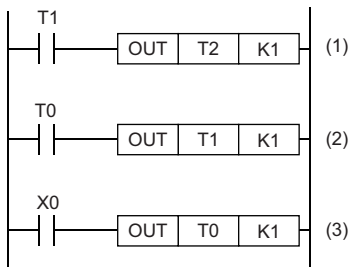 T1
OUT T2 K1 (1)
T0
OUT T1 K1 (2)
X0
OUT T0 K1 (3)